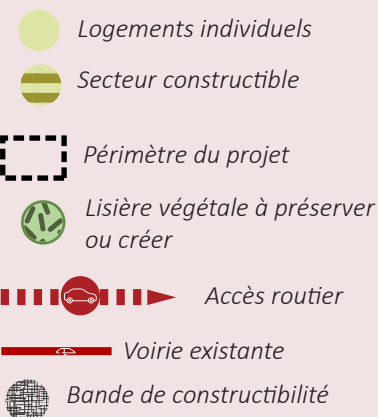 Logements individuels
Secteur constructible
Périmètre du projet
Lisière végétale à préserver
ou créer
Accès routier
Voirie existante
Bande de constructibilité